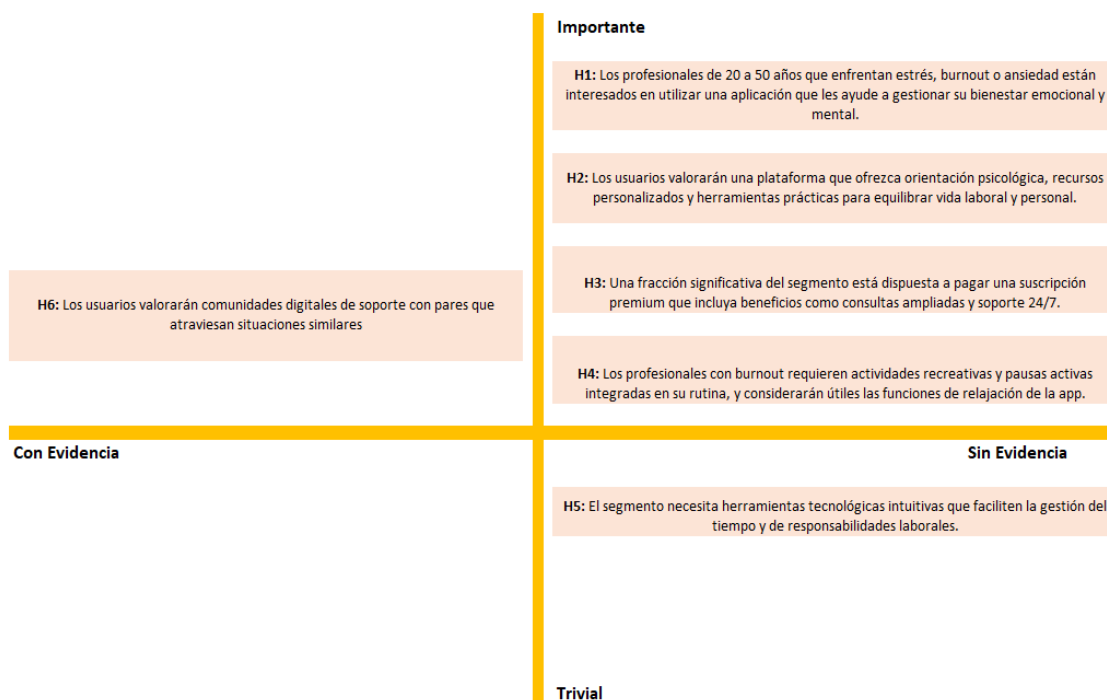 Importante
H1: Los profesionales de 20 a 50 años que enfrentan estrés, burnout o ansiedad están
interesados en utilizar una aplicación que les ayude a gestionar su bienestar emocional y
mental.
H2: Los usuarios valorarán una plataforma que ofrezca orientación psicológica, recursos
personalizados y herramientas prácticas para equilibrar vida laboral y personal.
H3: Una fracción significativa del segmento está dispuesta a pagar una suscripción
premium que incluya beneficios como consultas ampliadas y soporte 24/7.
H6: Los usuarios valorarán comunidades digitales de soporte con pares que
atraviesan situaciones similares
H4: Los profesionales con burnout requieren actividades recreativas y pausas activas
integradas en su rutina, y considerarán útiles las funciones de relajación de la app.
Con Evidencia
Sin Evidencia
H5: El segmento necesita herramientas tecnológicas intuitivas que faciliten la gestión del
tiempo y de responsabilidades laborales.
Trivial